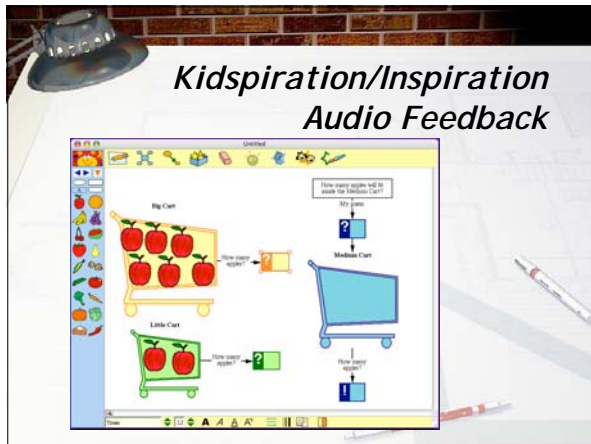 Kidspiration/Inspiration
Audio Feedback
Untitled
How many apples will fit
inside the Medium Cart?
My guess
?
Big Cart
How many
apples?
?
Medium Cart
Little Cart
How many
apples?
?
How many
apples?
!
12
A A A A